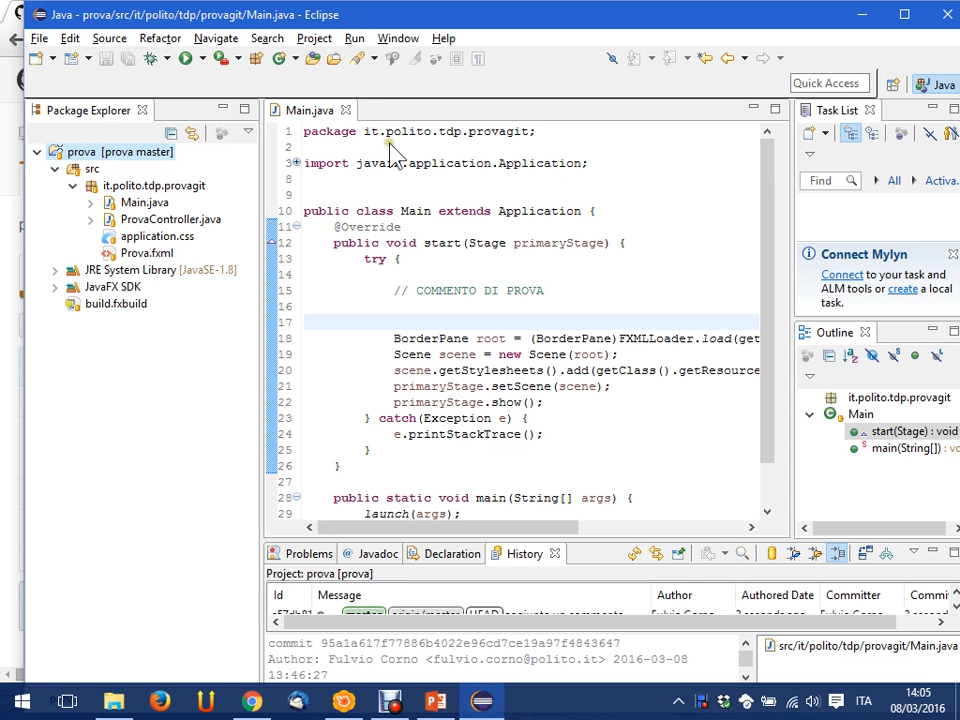 Java - prova/src/it/polito/tdp/provagit/Main.java - Eclipse
File Edit Source Refactor Navigate Search Project Run Window Help
Quick Access
Java
Package Explorer
prova [prova master]
src
it.polito.tdp.provagit
Main.java
ProvaController.java
application.css
Prova.fxml
JRE System Library [JavaSE-1.8]
JavaFX SDK
build.fxbuild
Main.java
1 package it.polito.tdp.provagit;
2
3 import javafx.application.Application;
8
9
10 public class Main extends Application {
11 @Override
12 public void start(Stage primaryStage) {
13 try {
14
15 // COMMENTO DI PROVA
16
17
18 BorderPane root = (BorderPane)FXMLLoader.load(get
19 Scene scene = new Scene(root);
20 scene.getStylesheets().add(getClass().getResource
21 primaryStage.setScene(scene);
22 primaryStage.show();
23 } catch(Exception e) {
24 e.printStackTrace();
25 }
26 }
27
28 public static void main(String[] args) {
29 launch(args);
Task List
Find All Activa.
Connect Mylyn
Connect to your task and
ALM tools or create a local
task.
Outline
it.polito.tdp.provagit
Main
start(Stage) : void
main(String[]) : vo
Problems Javadoc Declaration History
Project: prova [prova]
Id Message Author Authored Date Committer Commi
commit 95a1a617f77886b4022e96cd7ce19a97f4843647
Author: Fulvio Corno <fulvio.corno@polito.it> 2016-03-08
13:46:27
src/it/polito/tdp/provagit/Main.java
ITA
14:05
08/03/2016